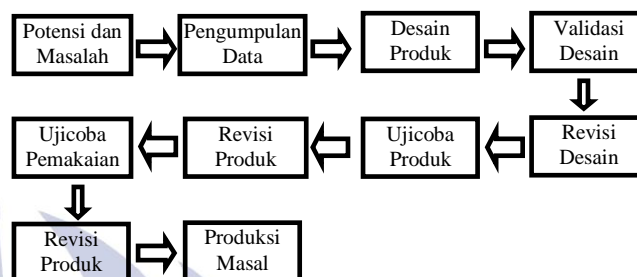 Potensi dan
Masalah
Pengumpulan
Data
Desain
Produk
Validasi
Desain
Revisi
Desain
Ujicoba
Produk
Revisi
Produk
Ujicoba
Pemakaian
Revisi
Produk
Produksi
Masal